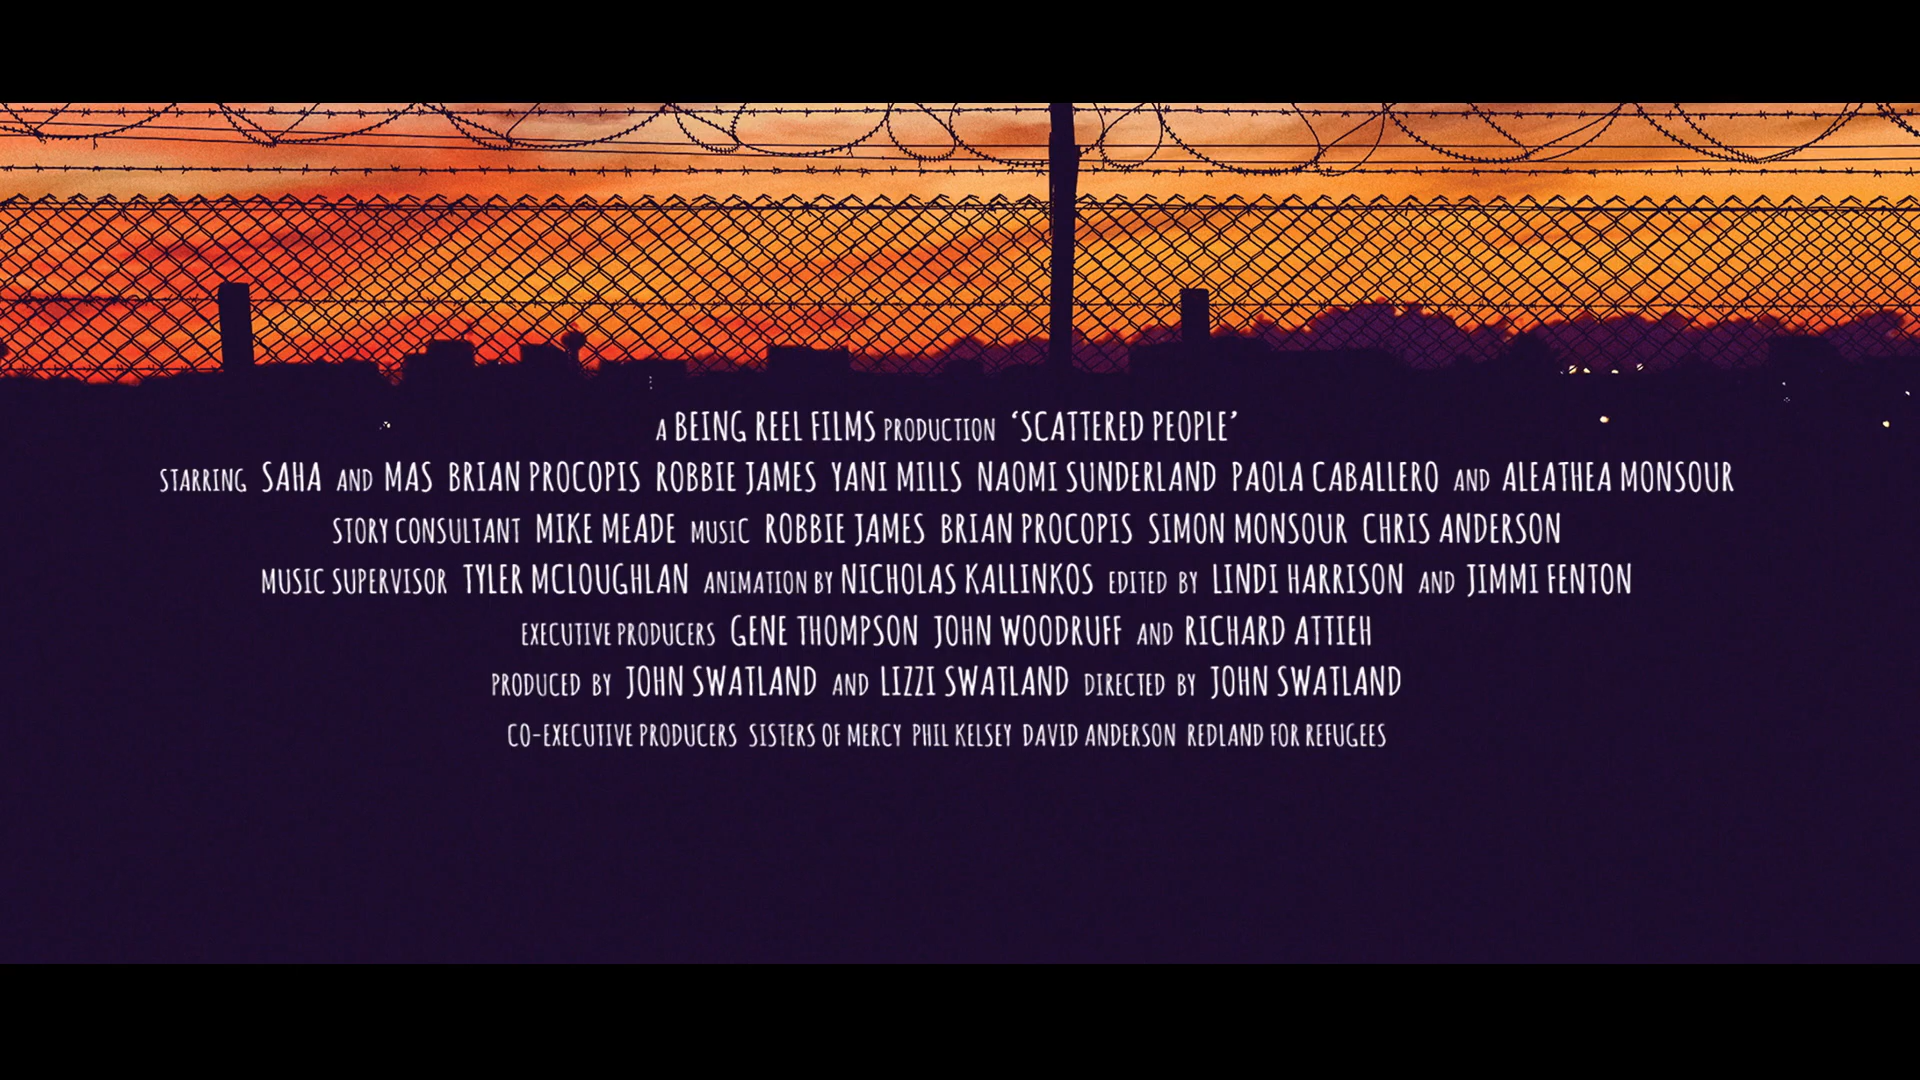 A BEING REEL FILMS PRODUCTION ‘SCATTERED PEOPLE’
STARRING SAHA AND MAS BRIAN PROCOPIS ROBBIE JAMES YANI MILLS NAOMI SUNDERLAND PAOLA CABALLERO AND ALEATHEA MONSOUR
STORY CONSULTANT MIKE MEADE MUSIC ROBBIE JAMES BRIAN PROCOPIS SIMON MONSOUR CHRIS ANDERSON
MUSIC SUPERVISOR TYLER MCLOUGHLAN ANIMATION BY NICHOLAS KALLINKOS EDITED BY LINDI HARRISON AND JIMMI FENTON
EXECUTIVE PRODUCERS GENE THOMPSON JOHN WOODRUFF AND RICHARD ATTIEH
PRODUCED BY JOHN SWATLAND AND LIZZI SWATLAND DIRECTED BY JOHN SWATLAND
CO-EXECUTIVE PRODUCERS SISTERS OF MERCY PHIL KELSEY DAVID ANDERSON REDLAND FOR REFUGEES